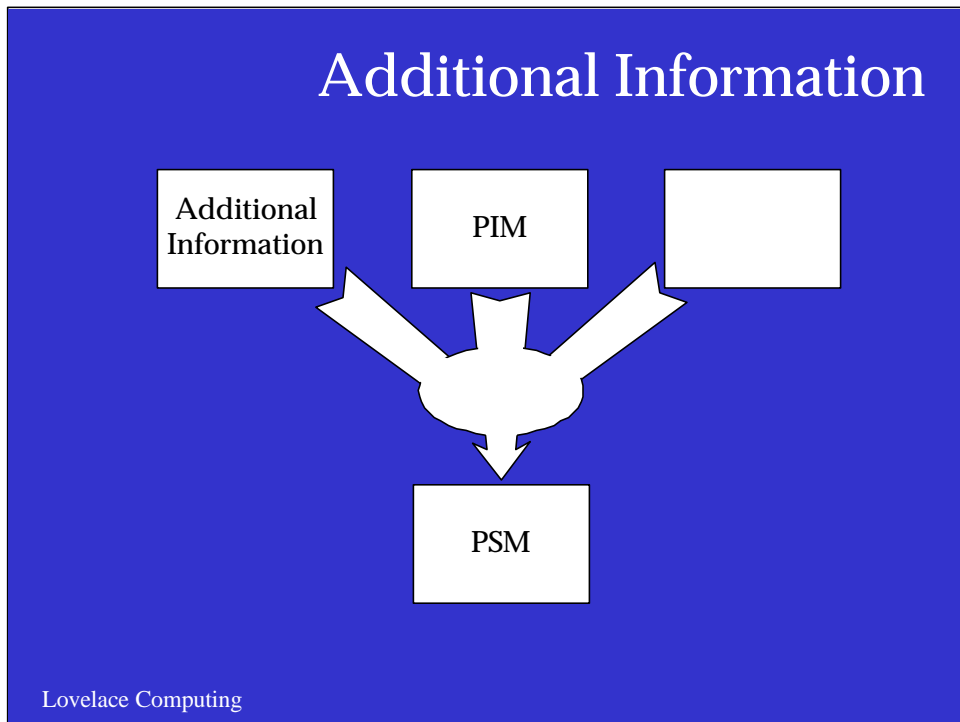 Additional Information
Additional
Information
PIM
PSM
Lovelace Computing